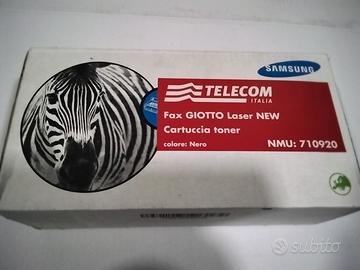 SAMSUNG
TELECOM
ITALIA
Fax GIOTTO Laser NEW
Cartuccia toner
colore: Nero
NMU: 710920
subito